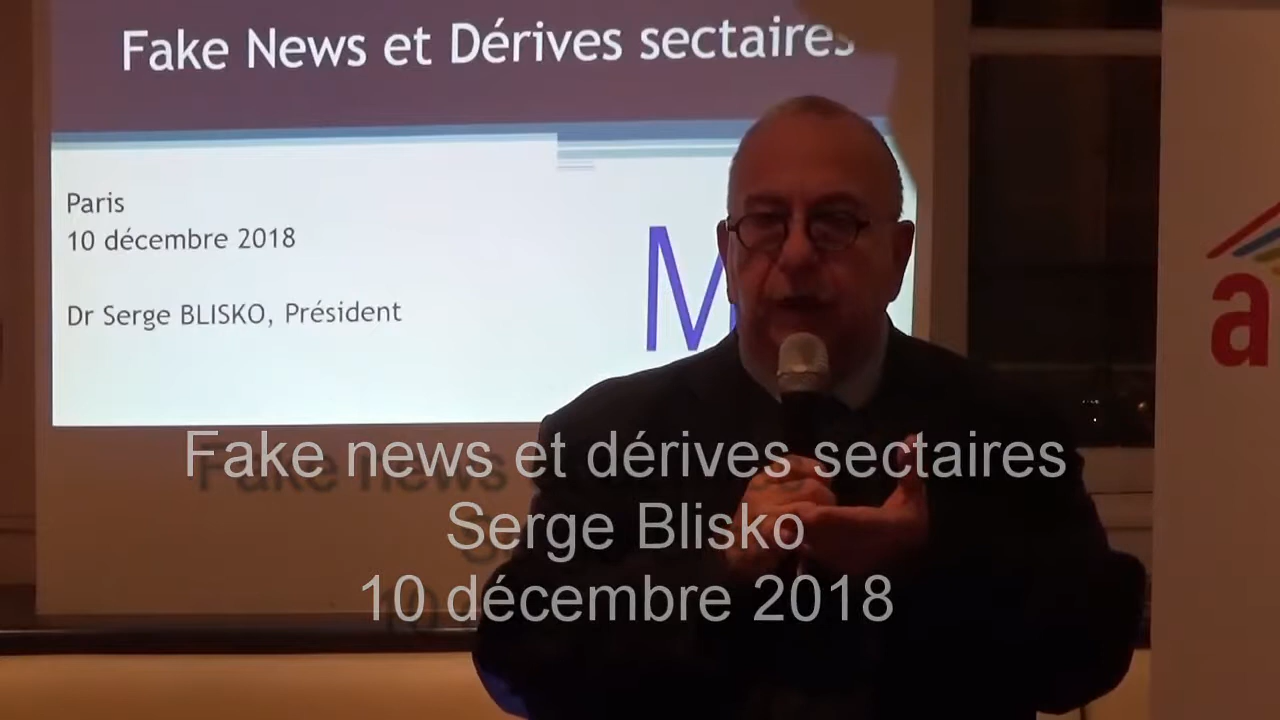 Fake News et Dérives sectaires
Paris
10 décembre 2018
Dr Serge BLISKO, Président
M
a
Fake news et dérives sectaires
Serge Blisko
10 décembre 2018